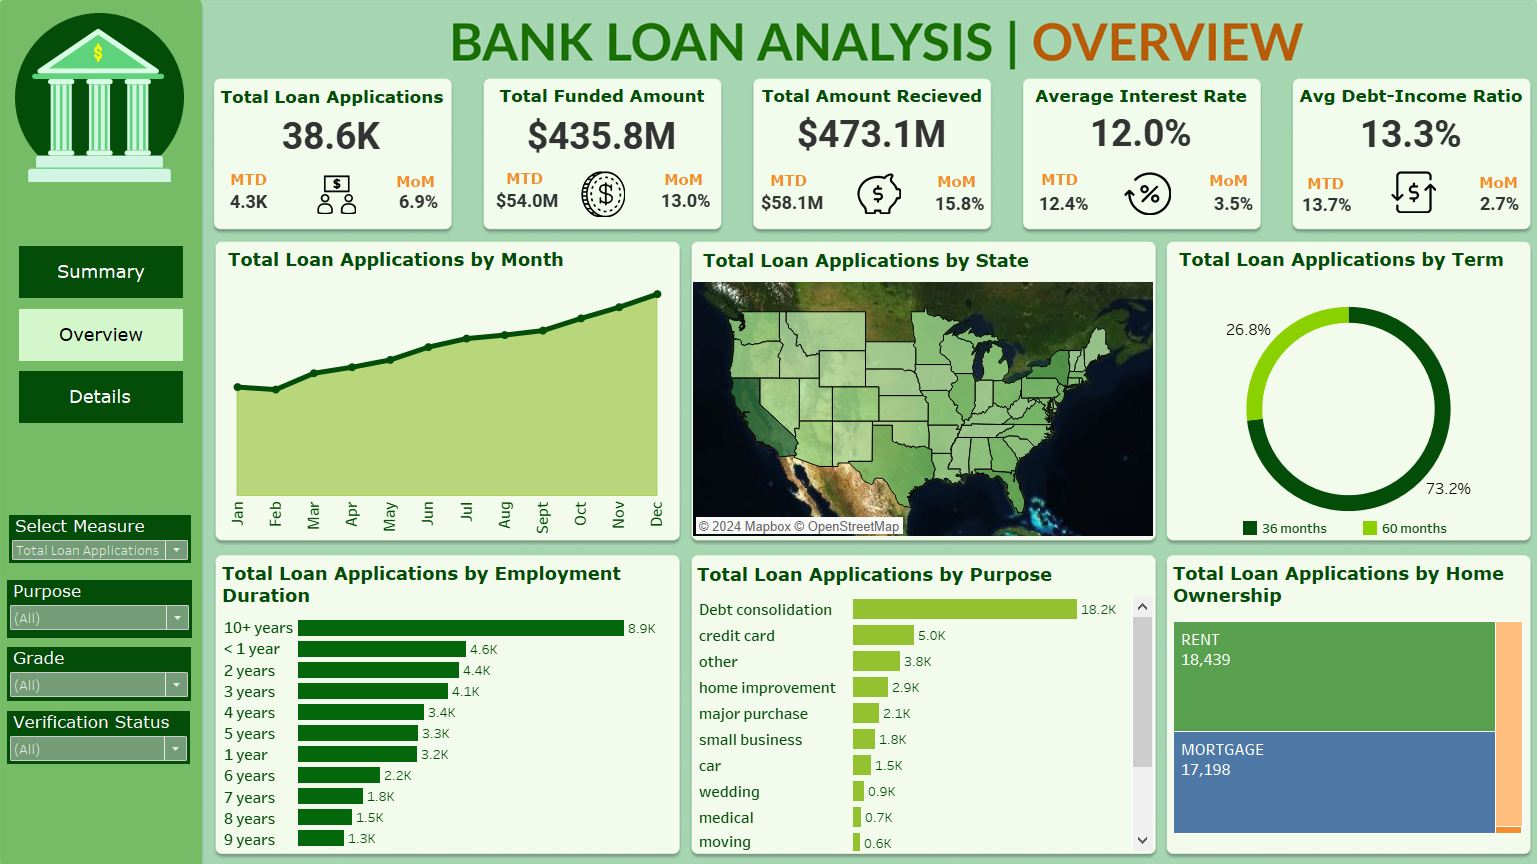 BANK LOAN ANALYSIS | OVERVIEW
$
Total Loan Applications
38.6K
MTD
4.3K
$
MoM
6.9%
Total Funded Amount
$435.8M
MTD
$54.0M
$
MoM
13.0%
Total Amount Recieved
$473.1M
MTD
$58.1M
$
MoM
15.8%
Average Interest Rate
12.0%
MTD
12.4%
%
MoM
3.5%
Avg Debt-Income Ratio
13.3%
MTD
13.7%
$
MoM
2.7%
Summary
Overview
Details
Select Measure
Total Loan Applications
Purpose
(All)
Grade
(All)
Verification Status
(All)
Total Loan Applications by Month
Jan
Feb
Mar
Apr
May
Jun
Jul
Aug
Sept
Oct
Nov
Dec
Total Loan Applications by State
© 2024 Mapbox © OpenStreetMap
Total Loan Applications by Term
26.8%
73.2%
36 months
60 months
Total Loan Applications by Employment
Duration
10+ years 8.9K
< 1 year 4.6K
2 years 4.4K
3 years 4.1K
4 years 3.4K
5 years 3.3K
1 year 3.2K
6 years 2.2K
7 years 1.8K
8 years 1.5K
9 years 1.3K
Total Loan Applications by Purpose
Debt consolidation 18.2K
credit card 5.0K
other 3.8K
home improvement 2.9K
major purchase 2.1K
small business 1.8K
car 1.5K
wedding 0.9K
medical 0.7K
moving 0.6K
Total Loan Applications by Home
Ownership
RENT
18,439
MORTGAGE
17,198